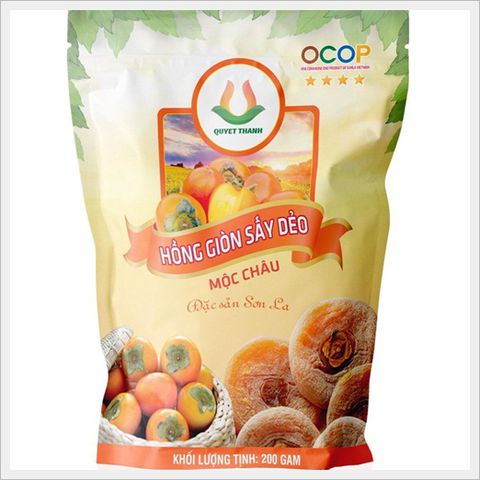 OCOP
QUYET THANH
HỒNG GIÒN SẤY DẺO
MỘC CHÂU
Đặc sản Sơn La
KHỐI LƯỢNG TỊNH: 200 GAM